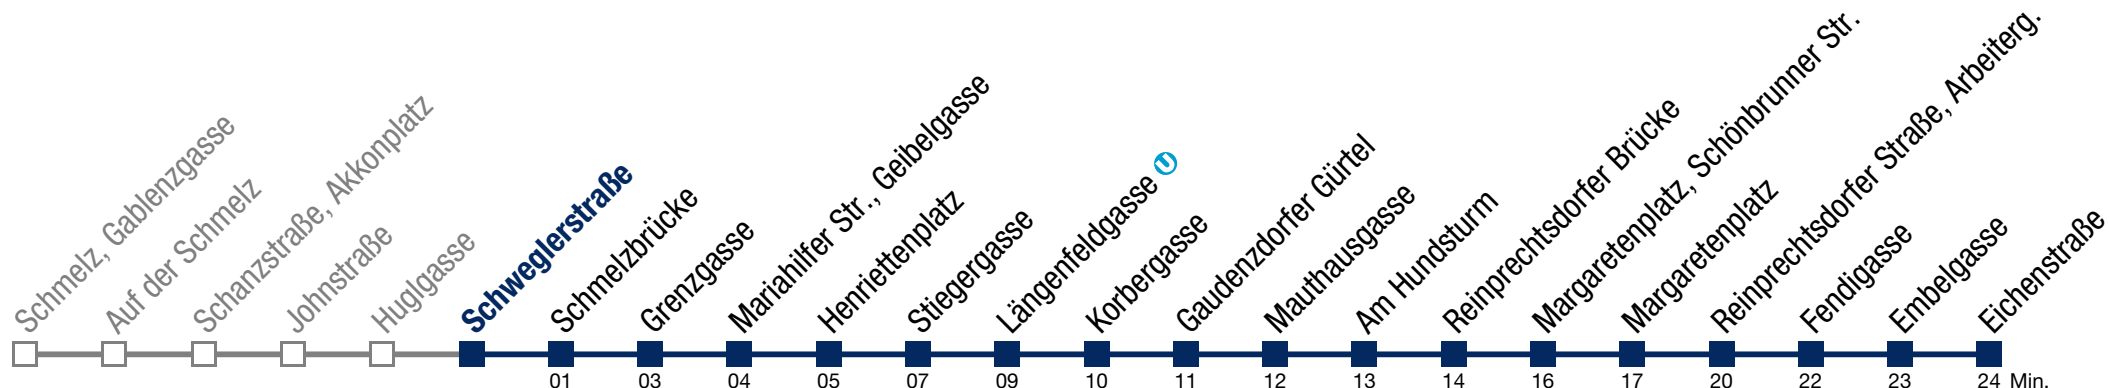 Schmelz, Gablenzgasse
Auf der Schmelz
Schanzstraße, Akkonplatz
Johnstraße
Huglgasse
Schweglerstraße
Schmelzbrücke
Grenzgasse
Mariahilfer Str., Geibelgasse
Henriettenplatz
Stiegergasse
Längenfeldgasse U
Korbergasse
Gaudenzdorfer Gürtel
Mauthausgasse
Am Hundsturm
Reinprechtsdorfer Brücke
Margaretenplatz, Schönbrunner Str.
Margaretenplatz
Reinprechtsdorfer Straße, Arbeiterg.
Fendigasse
Embelgasse
Eichenstraße
01 03 04 05 07 09 10 11 12 13 14 16 17 20 22 23 24 Min.